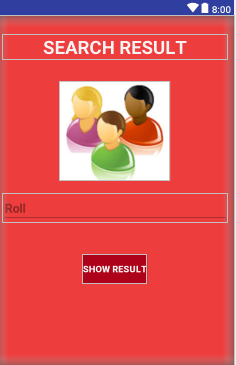 8:00
SEARCH RESULT
Roll
SHOW RESULT